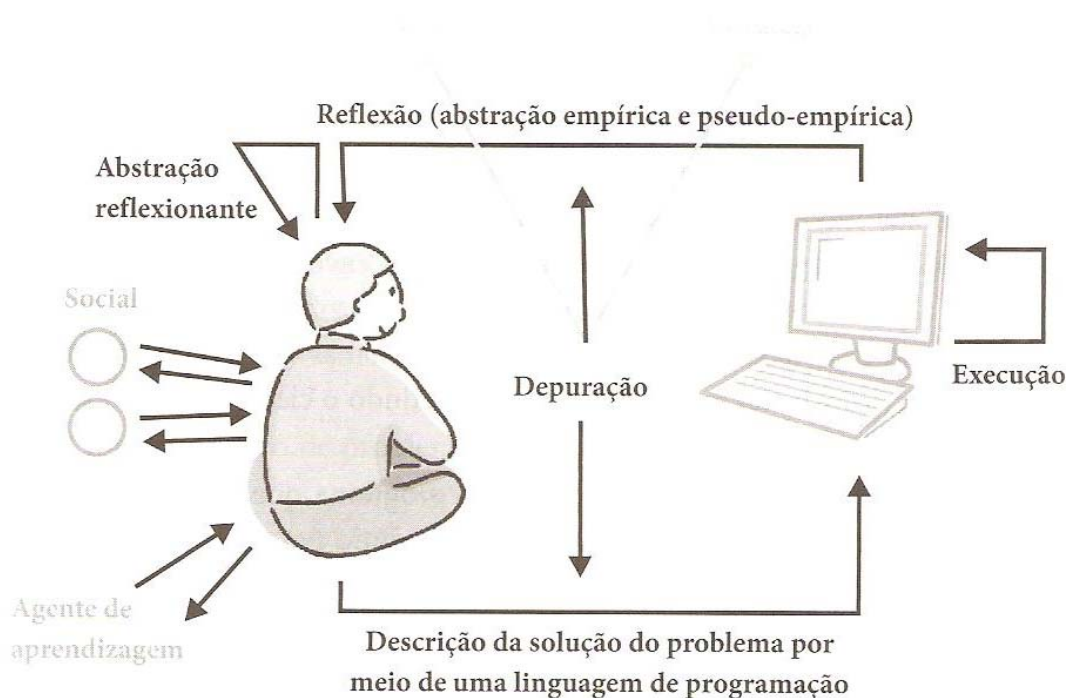 Reflexão (abstração empírica e pseudo-empírica)
Abstração
reflexionante
Social
Depuração
Execução
Agente de
aprendizagem
Descrição da solução do problema por
meio de uma linguagem de programação